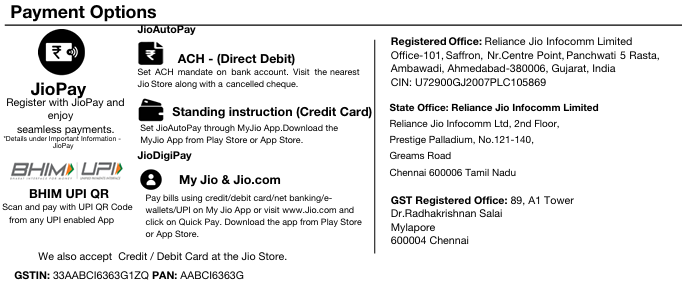 Payment Options
JioPay
Register with JioPay and
enjoy
seamless payments.
*Details under Important Information -
JioPay
BHIM UPI
BHIM UPI QR
Scan and pay with UPI QR Code
from any UPI enabled App
JioAutoPay
ACH - (Direct Debit)
Set ACH mandate on bank account. Visit the nearest
Jio Store along with a cancelled cheque.
Standing instruction (Credit Card)
Set JioAutoPay through MyJio App.Download the
MyJio App from Play Store or App Store.
JioDigiPay
My Jio & Jio.com
Pay bills using credit/debit card/net banking/e-
wallets/UPI on My Jio App or visit www.Jio.com and
click on Quick Pay. Download the app from Play Store
or App Store.
We also accept Credit / Debit Card at the Jio Store.
GSTIN: 33AABCI6363G1ZQ PAN: AABCI6363G
Registered Office: Reliance Jio Infocomm Limited
Office-101, Saffron, Nr.Centre Point, Panchwati 5 Rasta,
Ambawadi, Ahmedabad-380006, Gujarat, India
CIN: U72900GJ2007PLC105869
State Office: Reliance Jio Infocomm Limited
Reliance Jio Infocomm Ltd, 2nd Floor,
Prestige Palladium, No.121-140,
Greams Road
Chennai 600006 Tamil Nadu
GST Registered Office: 89, A1 Tower
Dr.Radhakrishnan Salai
Mylapore
600004 Chennai